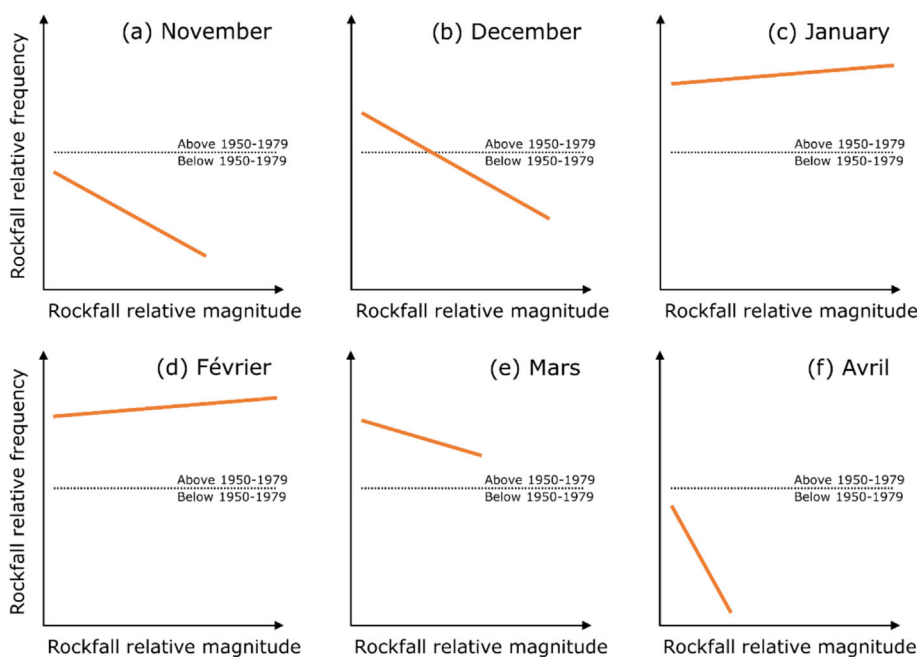 (a) November
(b) December
(c) January
Rockfall relative frequency
Above 1950-1979
Below 1950-1979
Above 1950-1979
Below 1950-1979
Above 1950-1979
Below 1950-1979
Rockfall relative magnitude
Rockfall relative magnitude
Rockfall relative magnitude
(d) Février
(e) Mars
(f) Avril
Rockfall relative frequency
Above 1950-1979
Below 1950-1979
Above 1950-1979
Below 1950-1979
Above 1950-1979
Below 1950-1979
Rockfall relative magnitude
Rockfall relative magnitude
Rockfall relative magnitude